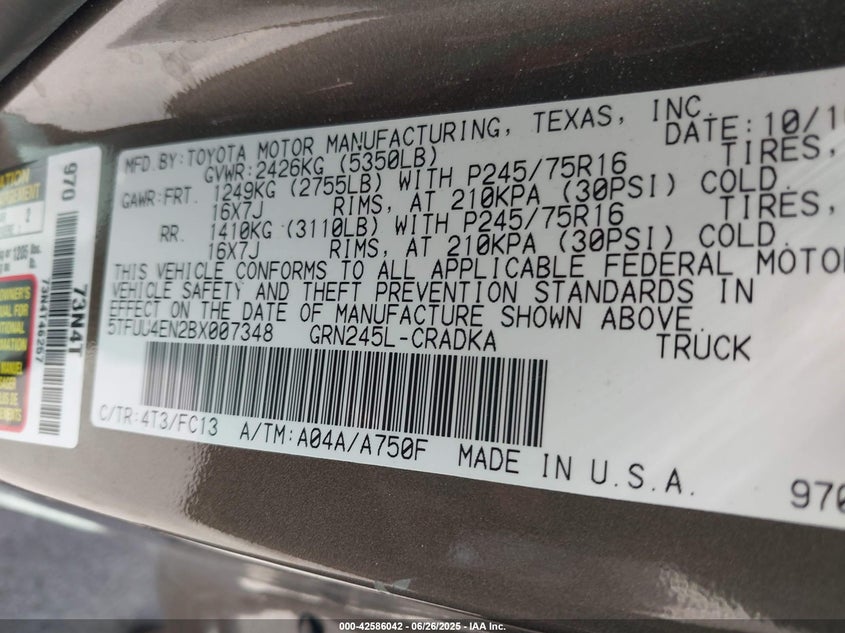 MFD. BY: TOYOTA MOTOR MANUFACTURING, TEXAS, INC.
DATE: 10/1
GVWR: 2426KG (5350LB)
GAWR: FRT. 1249KG (2755LB) WITH P245/75R16 TIRES,
16X7J RIMS, AT 210KPA (30PSI) COLD.
RR. 1410KG (3110LB) WITH P245/75R16 TIRES,
16X7J RIMS, AT 210KPA (30PSI) COLD.
THIS VEHICLE CONFORMS TO ALL APPLICABLE FEDERAL MOTO
VEHICLE SAFETY AND THEFT PREVENTION STANDARDS IN
EFFECT ON THE DATE OF MANUFACTURE SHOWN ABOVE.
5TFUU4EN2BX007348 GRN245L-CRADKA TRUCK
C/TR: 4T3/FC13 A/TM: A04A/A750F MADE IN U.S.A.
970
970
73N4T
73N4T46257
2
1205 lbs.
000-42586042 / 06/26/2025 - IAA Inc.